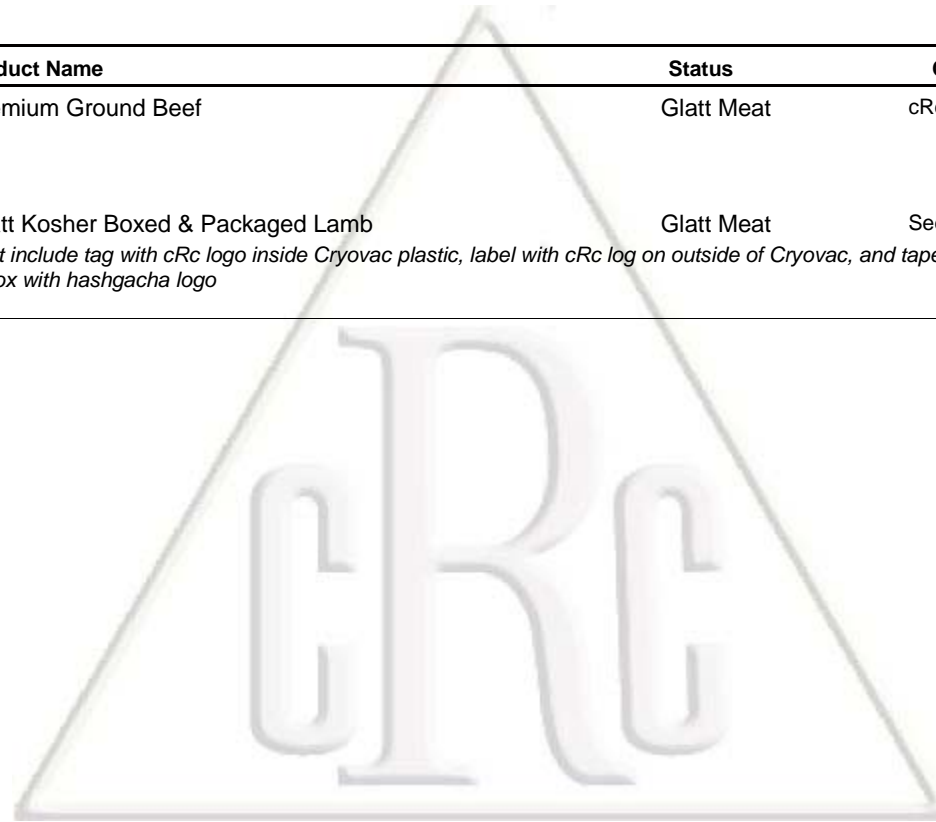 duct Name Status
mium Ground Beef Glatt Meat cR
tt Kosher Boxed & Packaged Lamb Glatt Meat Se
t include tag with cRc logo inside Cryovac plastic, label with cRc log on outside of Cryovac, and tape
ox with hashgacha logo
cRc